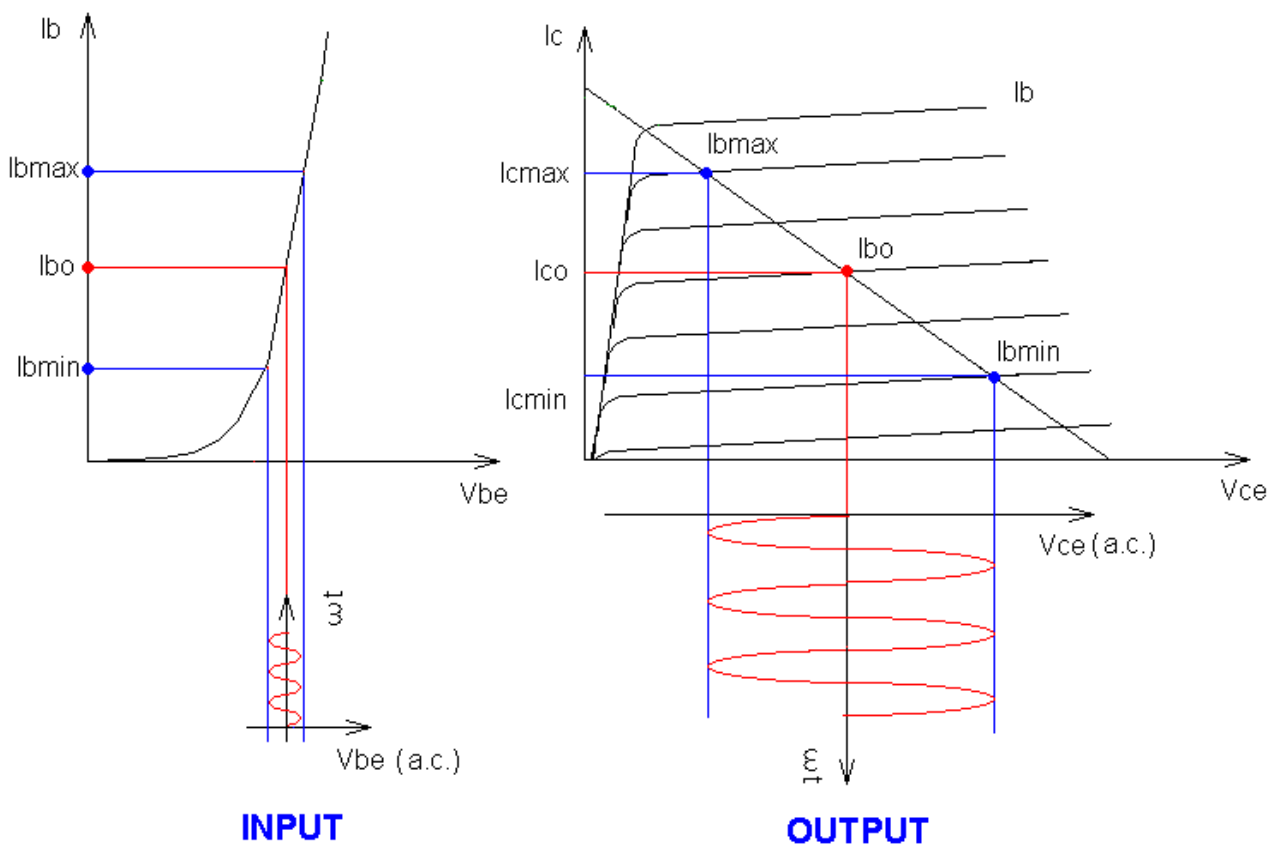 Ib
Ibmax
Ibo
Ibmin
Vbe
ωt
Vbe (a.c.)
INPUT
Ic
Ib
Ibmax
Icmax
Ibo
Ico
Ibmin
Icmin
Vce
Vce (a.c.)
ωt
OUTPUT